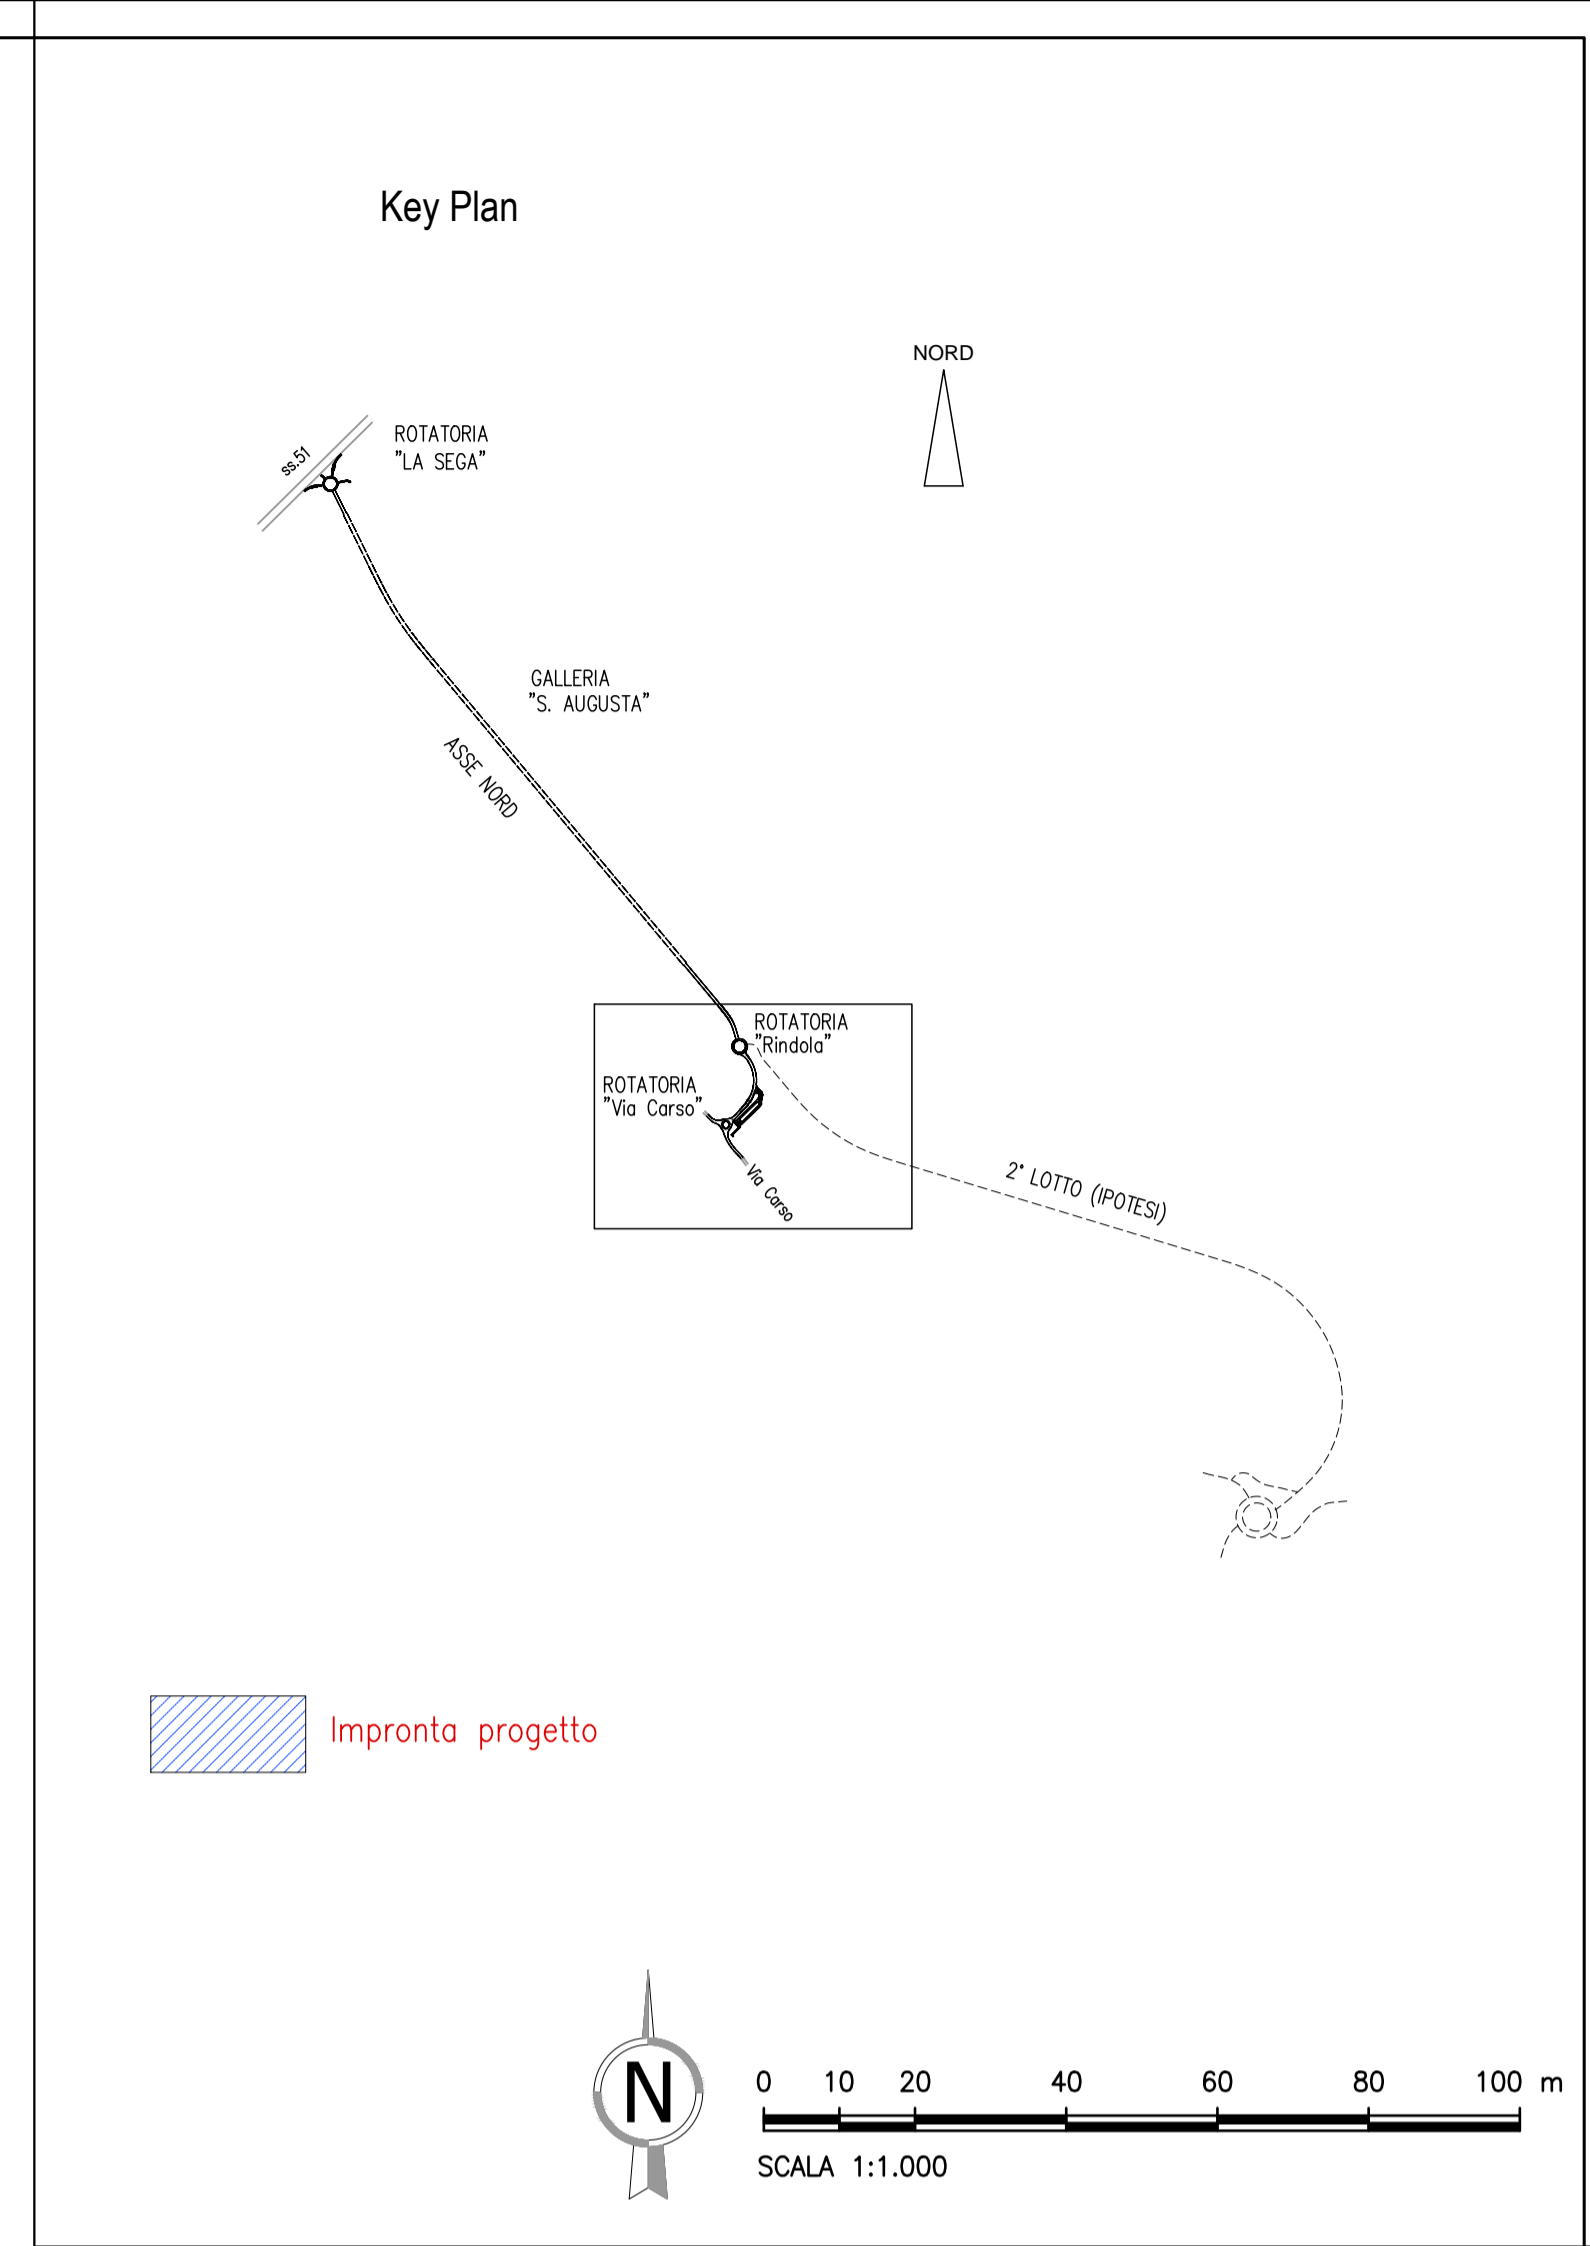 Key Plan
NORD
ss.51
ROTATORIA
"LA SEGA"
GALLERIA
"S. AUGUSTA"
ASSE NORD
ROTATORIA
"Rindola"
ROTATORIA
"Via Carso"
Via Carso
2° LOTTO (IPOTESI)
Impronta progetto
N
0 10 20 40 60 80 100 m
SCALA 1:1.000